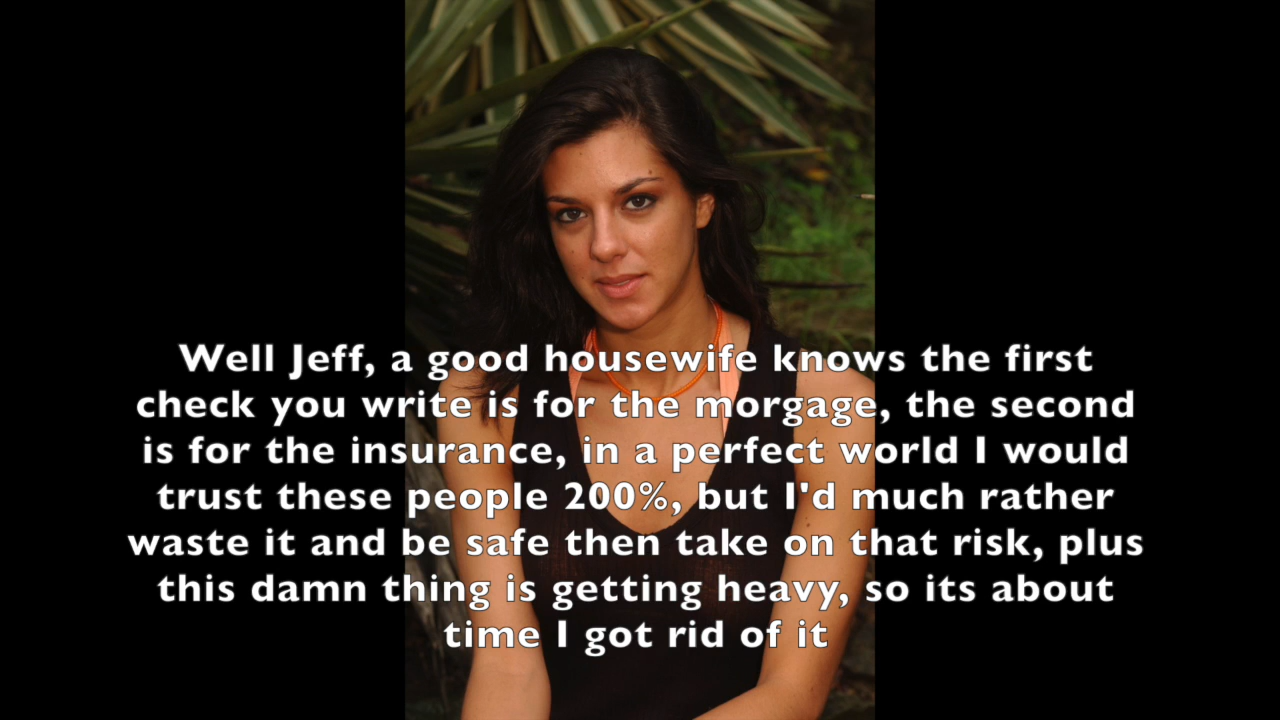 Well Jeff, a good housewife knows the first
check you write is for the morgage, the second
is for the insurance, in a perfect world I would
trust these people 200%, but I'd much rather
waste it and be safe then take on that risk, plus
this damn thing is getting heavy, so its about
time I got rid of it